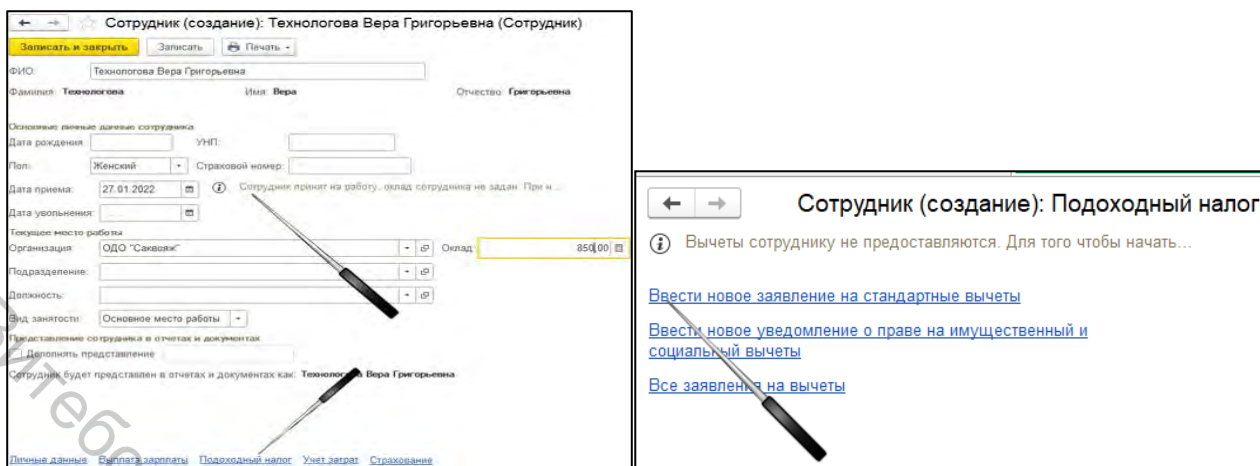 Сотрудник (создание): Технологова Вера Григорьевна (Сотрудник)
Записать и закрыть Записать Печать
ФИО: Технологова Вера Григорьевна
Фамилия: Технологова Имя: Вера Отчество: Григорьевна
Основные личные данные сотрудника
Дата рождения: УНП:
Пол: Женский Страховой номер:
Дата приема: 27.01.2022 Сотрудник принят на работу, оклад сотрудника не задан. При н...
Дата увольнения:
Текущее место работы
Организация: ОДО "Саквояж" Оклад: 850,00
Подразделение:
Должность:
Вид занятости: Основное место работы
Представление сотрудника в отчетах и документах
Дополнять представление
Сотрудник будет представлен в отчетах и документах как: Технологова Вера Григорьевна
Личные данные Выплата зарплаты Подоходный налог Учет затрат Страхование
Сотрудник (создание): Подоходный налог
Вычеты сотруднику не предоставляются. Для того чтобы начать...
Ввести новое заявление на стандартные вычеты
Ввести новое уведомление о праве на имущественный и
социальный вычеты
Все заявления на вычеты